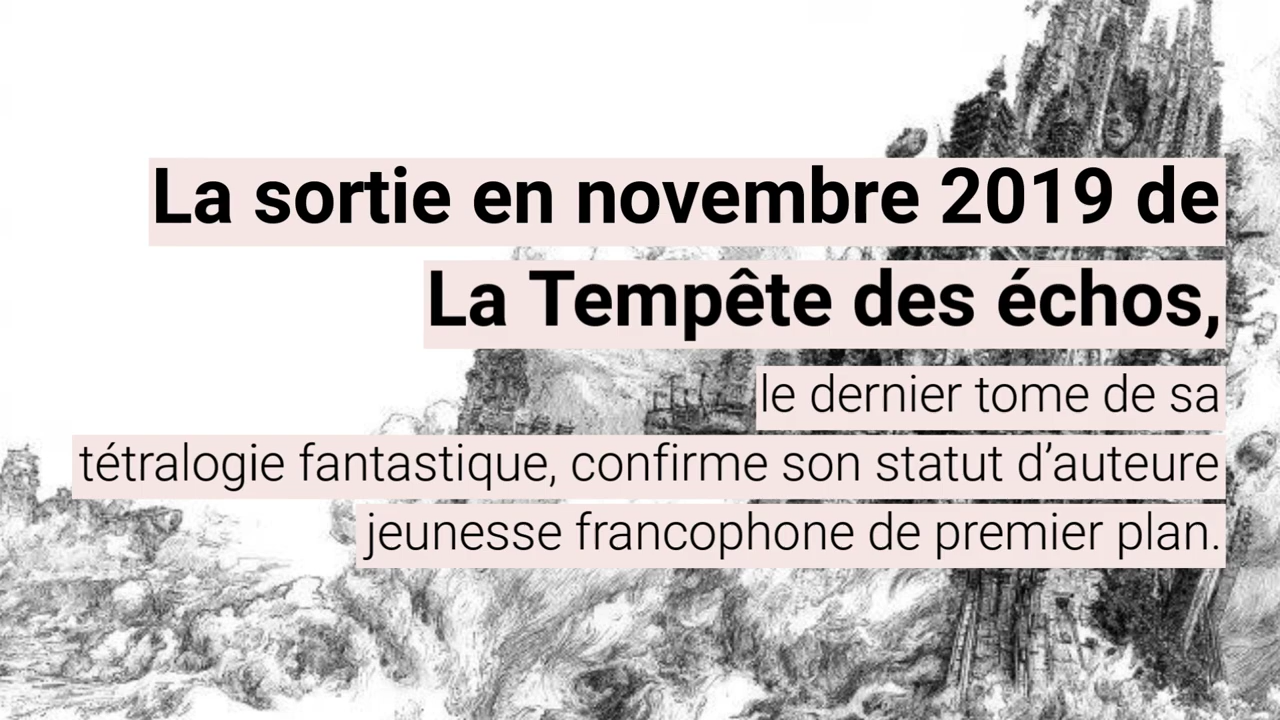 La sortie en novembre 2019 de
La Tempête des échos,
le dernier tome de sa
tétralogie fantastique, confirme son statut d’auteure
jeunesse francophone de premier plan.